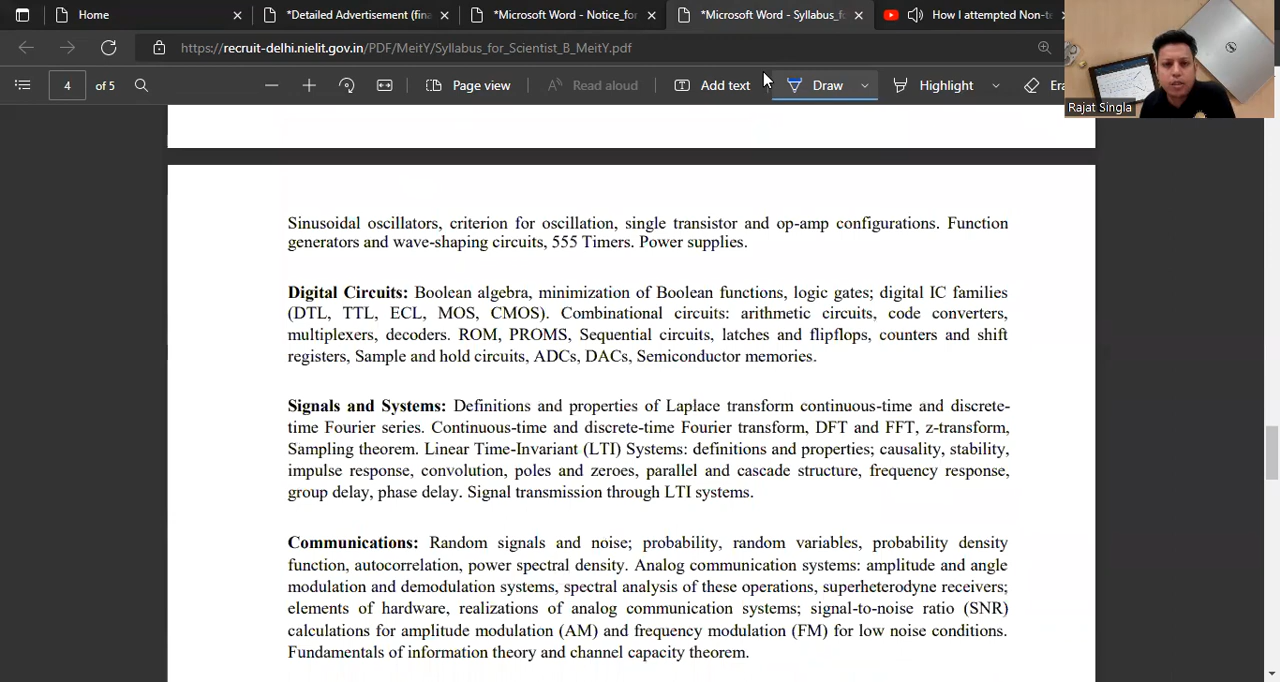 Home
*Detailed Advertisement (fina
*Microsoft Word - Notice_for
*Microsoft Word - Syllabus_for
How I attempted Non-te
https://recruit-delhi.nielit.gov.in/PDF/MeitY/Syllabus_for_Scientist_B_MeitY.pdf
4 of 5
Page view
Read aloud
Add text
Draw
Highlight
Era
Rajat Singla
Sinusoidal oscillators, criterion for oscillation, single transistor and op-amp configurations. Function
generators and wave-shaping circuits, 555 Timers. Power supplies.
Digital Circuits: Boolean algebra, minimization of Boolean functions, logic gates; digital IC families
(DTL, TTL, ECL, MOS, CMOS). Combinational circuits: arithmetic circuits, code converters,
multiplexers, decoders. ROM, PROMS, Sequential circuits, latches and flipflops, counters and shift
registers, Sample and hold circuits, ADCs, DACs, Semiconductor memories.
Signals and Systems: Definitions and properties of Laplace transform continuous-time and discrete-
time Fourier series. Continuous-time and discrete-time Fourier transform, DFT and FFT, z-transform,
Sampling theorem. Linear Time-Invariant (LTI) Systems: definitions and properties; causality, stability,
impulse response, convolution, poles and zeroes, parallel and cascade structure, frequency response,
group delay, phase delay. Signal transmission through LTI systems.
Communications: Random signals and noise; probability, random variables, probability density
function, autocorrelation, power spectral density. Analog communication systems: amplitude and angle
modulation and demodulation systems, spectral analysis of these operations, superheterodyne receivers;
elements of hardware, realizations of analog communication systems; signal-to-noise ratio (SNR)
calculations for amplitude modulation (AM) and frequency modulation (FM) for low noise conditions.
Fundamentals of information theory and channel capacity theorem.